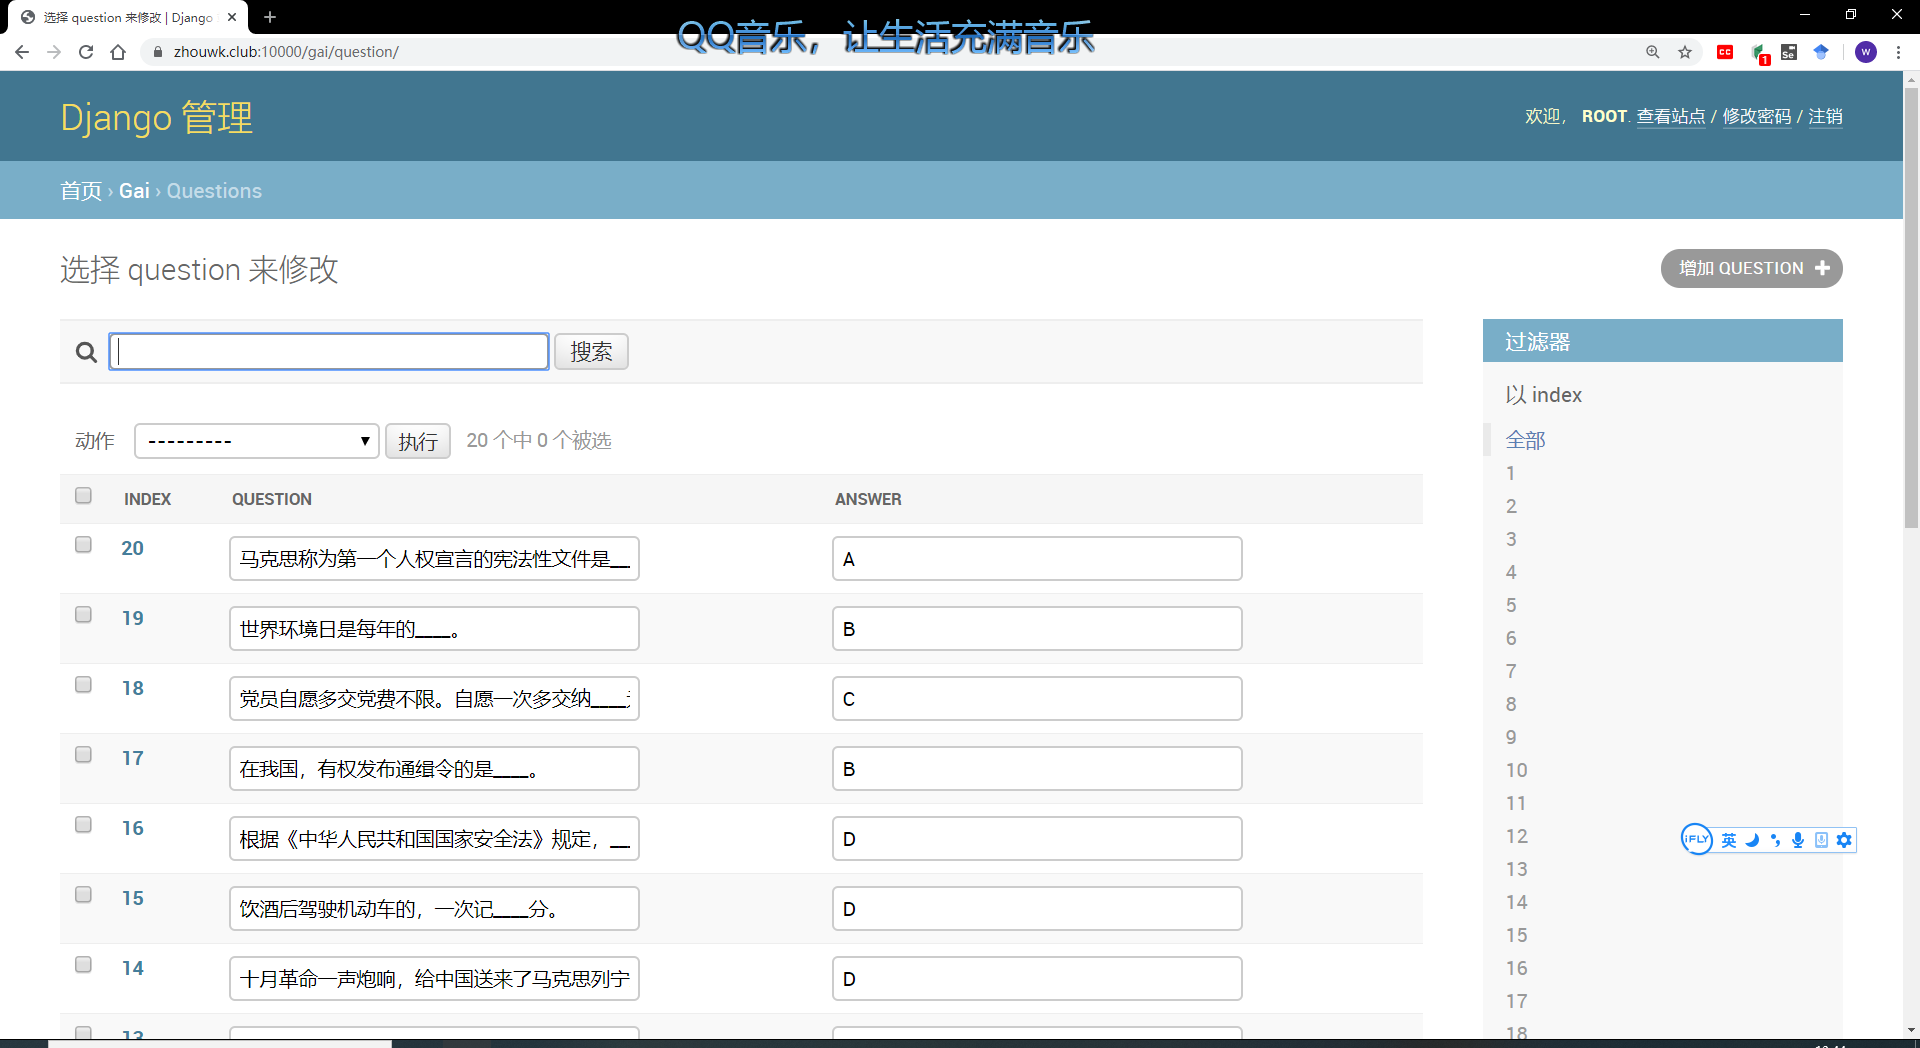 选择 question 来修改 | Django
QQ音乐，让生活充满音乐
zhouwk.club:10000/gai/question/
CC
1
Se
W
Django 管理
欢迎， ROOT. 查看站点 / 修改密码 / 注销
首页 › Gai › Questions
选择 question 来修改
增加 QUESTION
搜索
过滤器
以 index
动作 --------- 执行 20 个中 0 个被选
INDEX QUESTION ANSWER
20 马克思称为第一个人权宣言的宪法性文件是__ A
19 世界环境日是每年的____。 B
18 党员自愿多交党费不限。自愿一次多交纳____ C
17 在我国，有权发布通缉令的是____。 B
16 根据《中华人民共和国国家安全法》规定，__ D
15 饮酒后驾驶机动车的，一次记____分。 D
14 十月革命一声炮响，给中国送来了马克思列宁 D
13
全部
1
2
3
4
5
6
7
8
9
10
11
12
13
14
15
16
17
18
iFLY 英